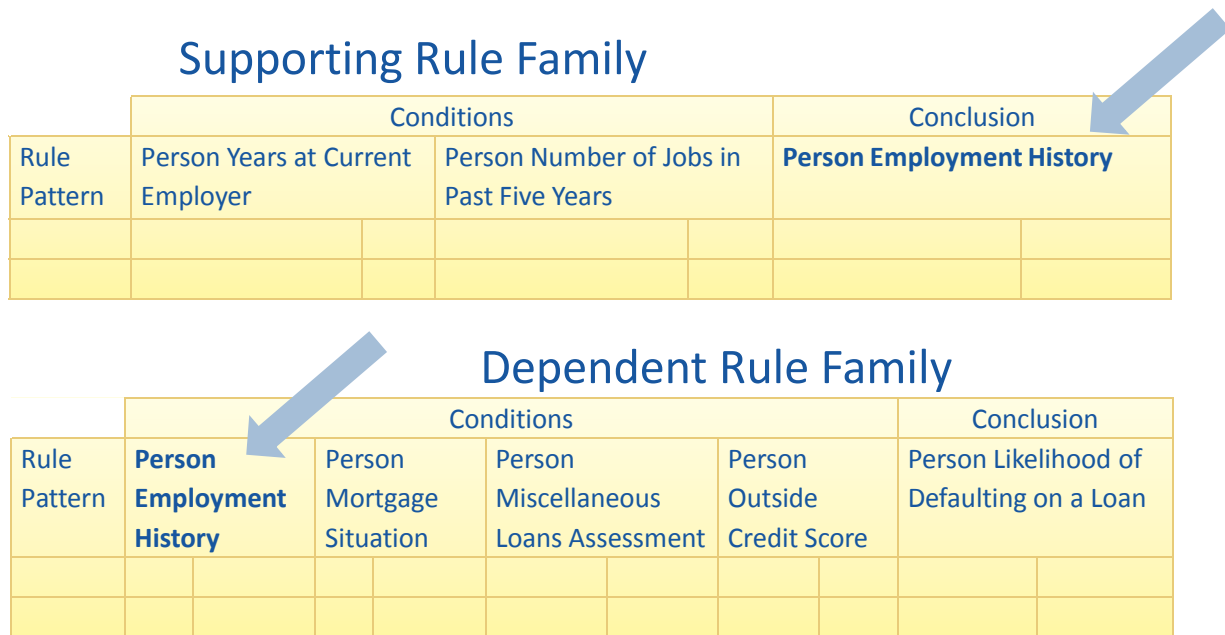 Supporting Rule Family
Conditions Conclusion
Rule Person Years at Current Person Number of Jobs in Person Employment History
Pattern Employer Past Five Years
Dependent Rule Family
Conditions Conclusion
Rule Person Person Person Person Person Likelihood of
Pattern Employment Mortgage Miscellaneous Outside Defaulting on a Loan
History Situation Loans Assessment Credit Score